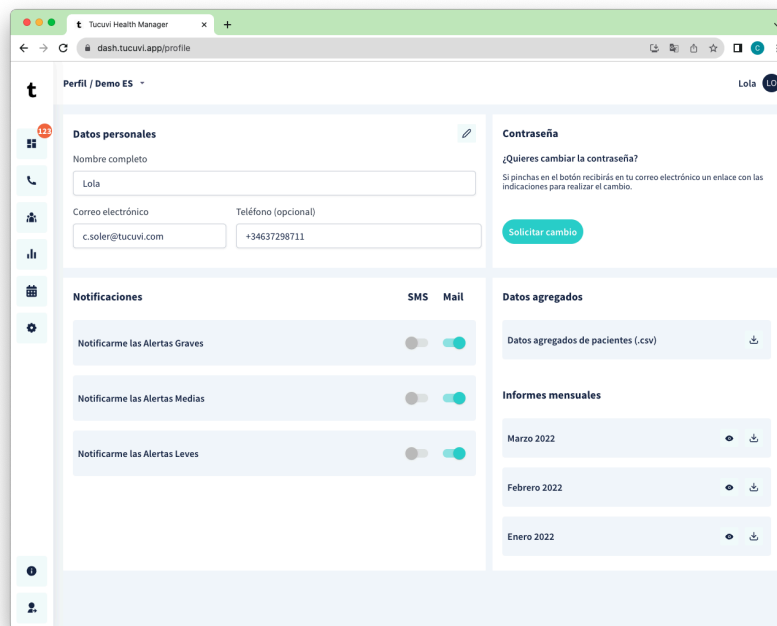 t Tucuvi Health Manager
dash.tucuvi.app/profile
C
t
Perfil / Demo ES
Lola LO
123
Datos personales
Nombre completo
Lola
Correo electrónico Teléfono (opcional)
c.soler@tucuvi.com +34637298711
Contraseña
¿Quieres cambiar la contraseña?
Si pinchas en el botón recibirás en tu correo electrónico un enlace con las
indicaciones para realizar el cambio.
Solicitar cambio
Notificaciones SMS Mail
Notificarme las Alertas Graves
Notificarme las Alertas Medias
Notificarme las Alertas Leves
Datos agregados
Datos agregados de pacientes (.csv)
Informes mensuales
Marzo 2022
Febrero 2022
Enero 2022